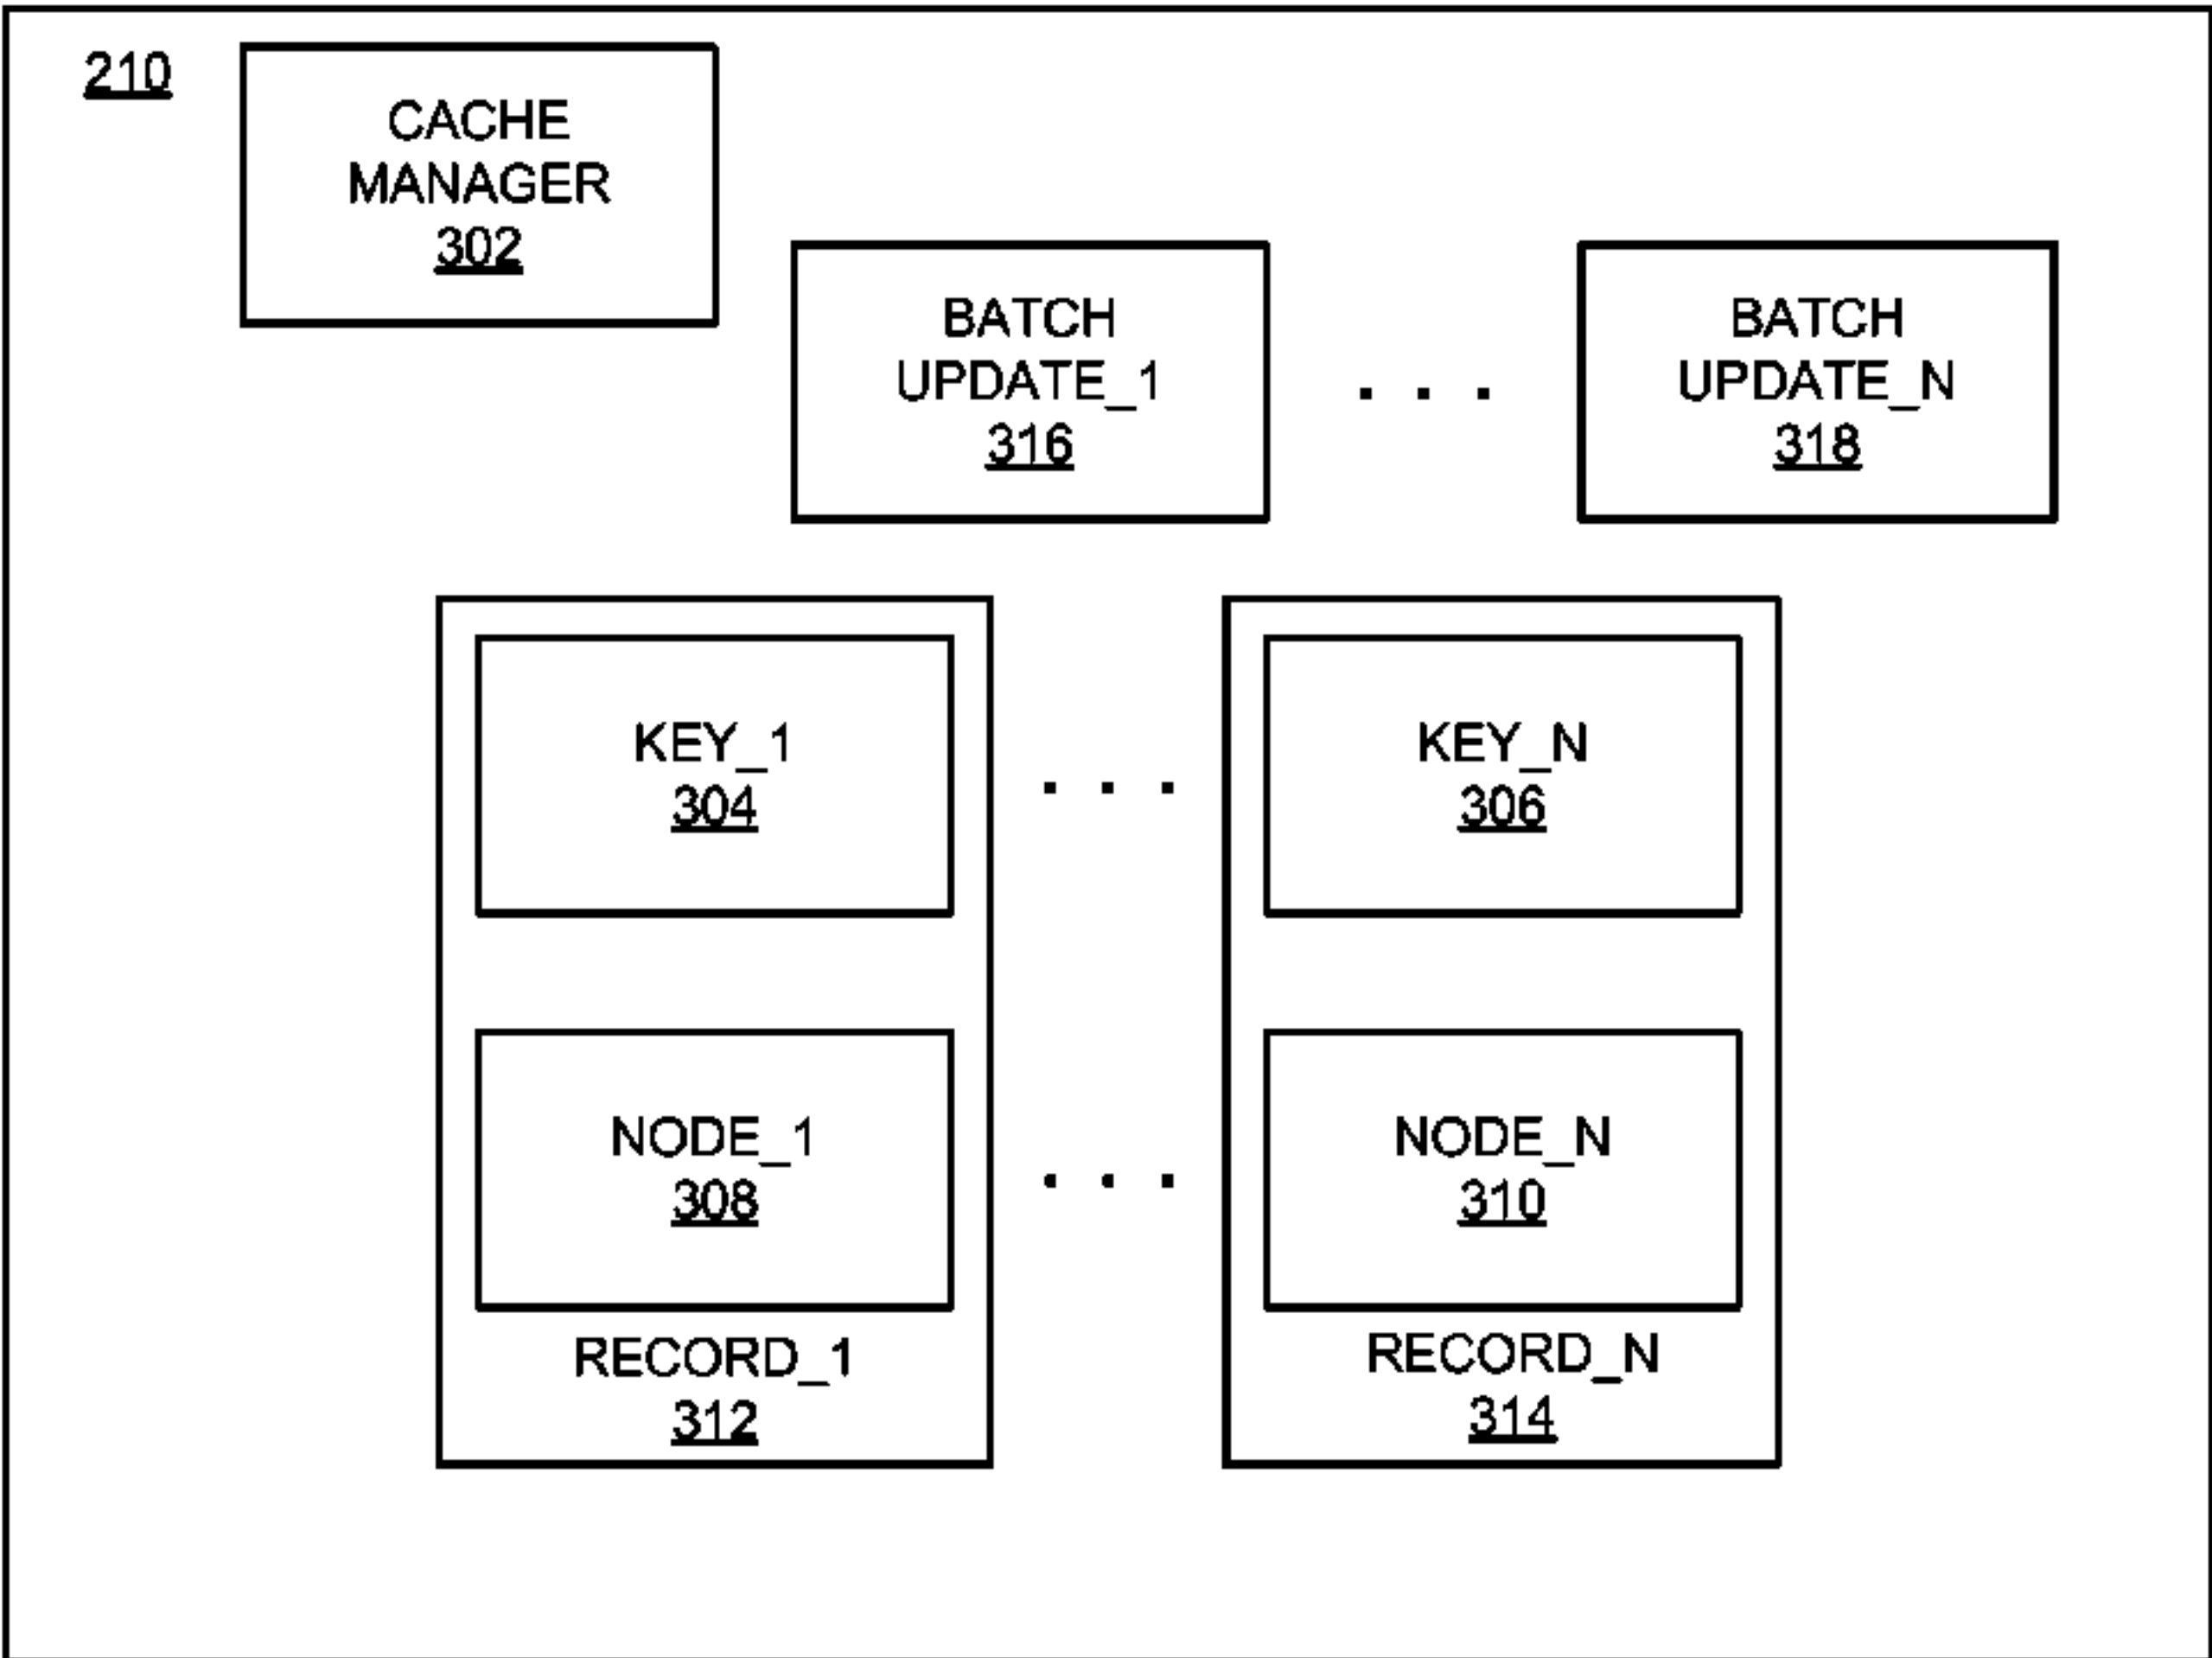 210
CACHE
MANAGER
302
BATCH
UPDATE_1
316
. . .
BATCH
UPDATE_N
318
KEY_1
304
. . .
KEY_N
306
NODE_1
308
. . .
NODE_N
310
RECORD_1
312
RECORD_N
314